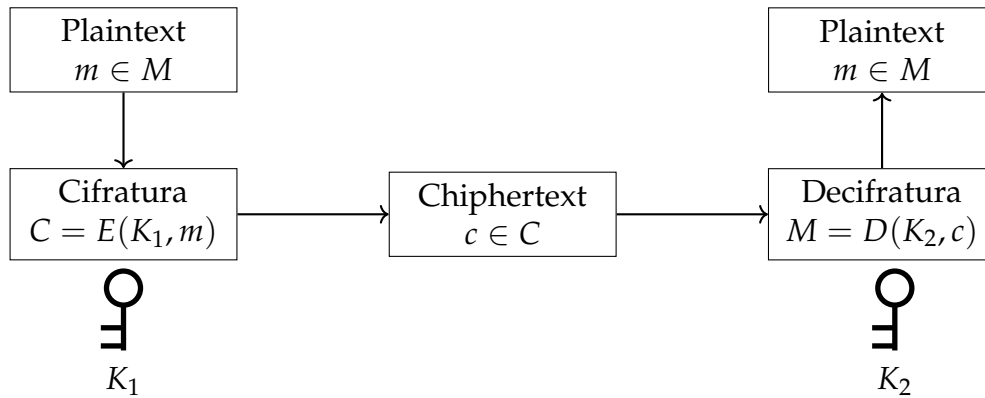 Plaintext
m ∈ M
Plaintext
m ∈ M
Cifratura
C = E(K₁, m)
Chiphertext
c ∈ C
Decifratura
M = D(K₂, c)
K₁
K₂